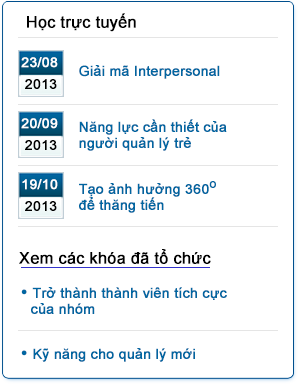 Học trực tuyến
23/08
2013
Giải mã Interpersonal
20/09
2013
Năng lực cần thiết của
người quản lý trẻ
19/10
2013
Tạo ảnh hưởng 360º
để thăng tiến
Xem các khóa đã tổ chức
• Trở thành thành viên tích cực
của nhóm
• Kỹ năng cho quản lý mới